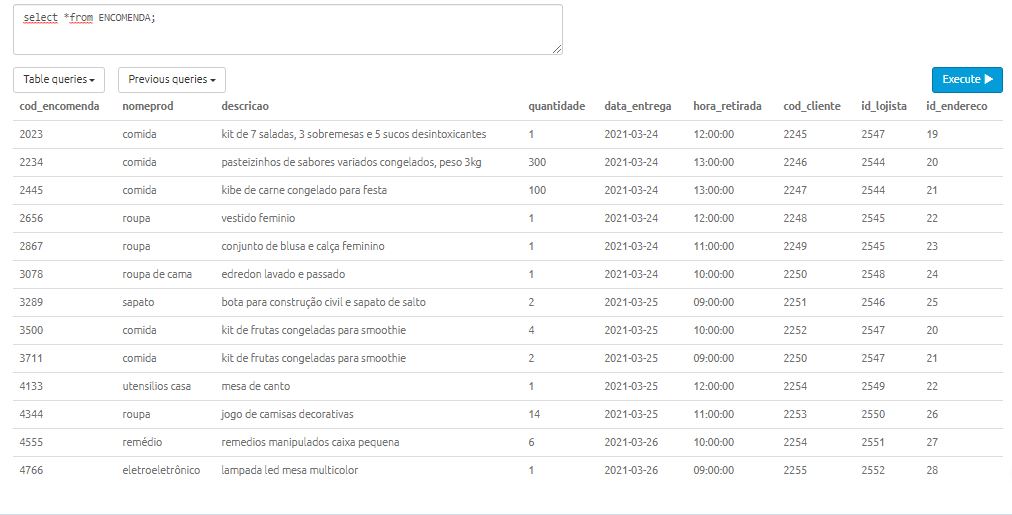 select *from ENCOMENDA;
Table queries Previous queries Execute
cod_encomenda nomeprod descricao quantidade data_entrega hora_retirada cod_cliente id_lojista id_endereco
2023 comida kit de 7 saladas, 3 sobremesas e 5 sucos desintoxicantes 1 2021-03-24 12:00:00 2245 2547 19
2234 comida pasteizinhos de sabores variados congelados, peso 3kg 300 2021-03-24 13:00:00 2246 2544 20
2445 comida kibe de carne congelado para festa 100 2021-03-24 13:00:00 2247 2544 21
2656 roupa vestido feminio 1 2021-03-24 12:00:00 2248 2545 22
2867 roupa conjunto de blusa e calça feminino 1 2021-03-24 11:00:00 2249 2545 23
3078 roupa de cama edredon lavado e passado 1 2021-03-24 10:00:00 2250 2548 24
3289 sapato bota para construção civil e sapato de salto 2 2021-03-25 09:00:00 2251 2546 25
3500 comida kit de frutas congeladas para smoothie 4 2021-03-25 10:00:00 2252 2547 20
3711 comida kit de frutas congeladas para smoothie 2 2021-03-25 09:00:00 2250 2547 21
4133 utensilios casa mesa de canto 1 2021-03-25 12:00:00 2254 2549 22
4344 roupa jogo de camisas decorativas 14 2021-03-25 11:00:00 2253 2550 26
4555 remédio remedios manipulados caixa pequena 6 2021-03-26 10:00:00 2254 2551 27
4766 eletroeletrônico lampada led mesa multicolor 1 2021-03-26 09:00:00 2255 2552 28